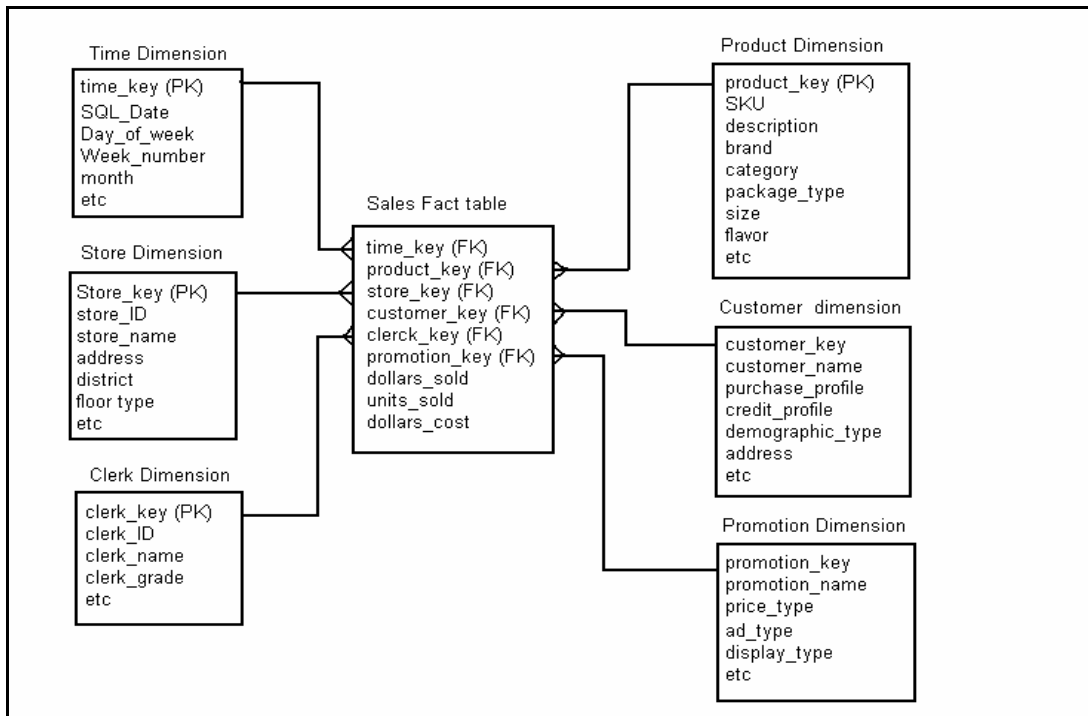 Time Dimension
time_key (PK)
SQL_Date
Day_of_week
Week_number
month
etc
Store Dimension
Store_key (PK)
store_ID
store_name
address
district
floor type
etc
Clerk Dimension
clerk_key (PK)
clerk_ID
clerk_name
clerk_grade
etc
Sales Fact table
time_key (FK)
product_key (FK)
store_key (FK)
customer_key (FK)
clerck_key (FK)
promotion_key (FK)
dollars_sold
units_sold
dollars_cost
Product Dimension
product_key (PK)
SKU
description
brand
category
package_type
size
flavor
etc
Customer dimension
customer_key
customer_name
purchase_profile
credit_profile
demographic_type
address
etc
Promotion Dimension
promotion_key
promotion_name
price_type
ad_type
display_type
etc